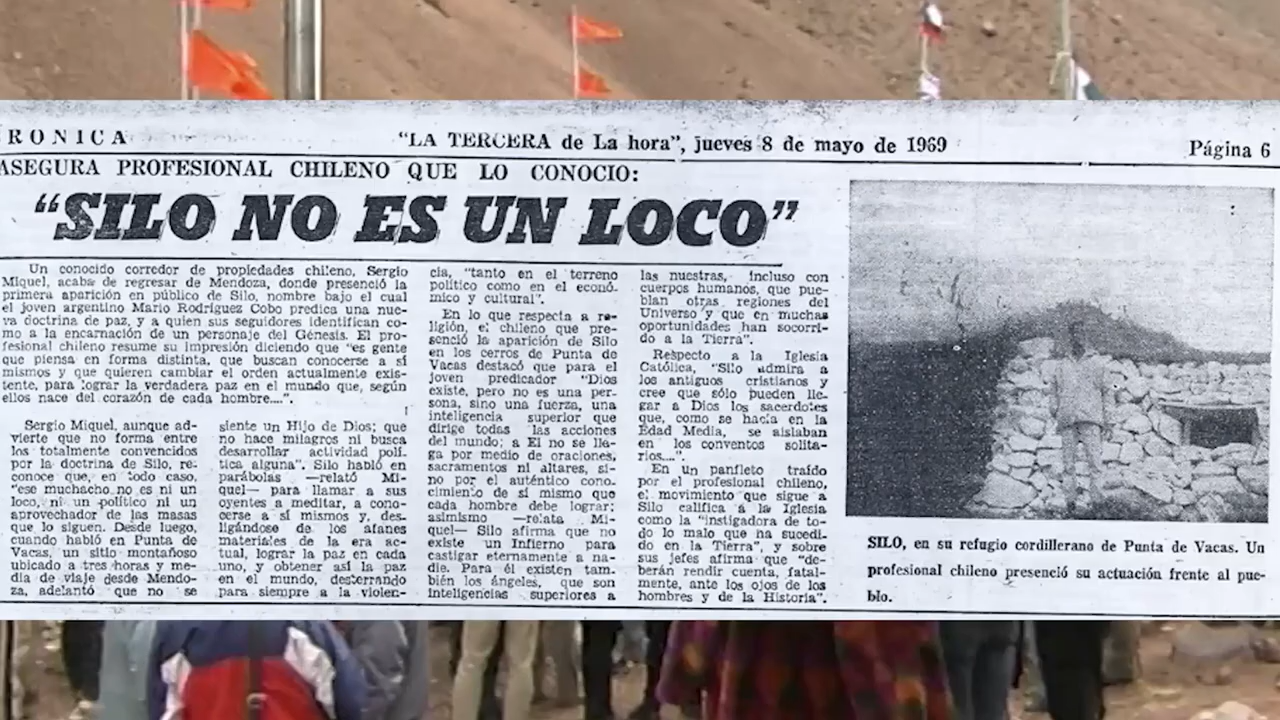 RONICA
"LA TERCERA de La hora", jueves 8 de mayo de 1969
Página 6
ASEGURA PROFESIONAL CHILENO QUE LO CONOCIO:
"SILO NO ES UN LOCO"
Un conocido corredor de propiedades chileno, Sergio
Miquel, acaba de regresar de Mendoza, donde presenció la
primera aparición en público de Silo, nombre bajo el cual
el joven argentino Mario Rodríguez Cobo predica una nue-
va doctrina de paz, y a quien sus seguidores identifican co-
mo a la encarnación de un personaje del Génesis. El pro-
fesional chileno resume su impresión diciendo que "es gente
que piensa en forma distinta, que buscan conocerse a sí
mismos y que quieren cambiar el orden actualmente exis-
tente, para lograr la verdadera paz en el mundo que, según
ellos nace del corazón de cada hombre....".
Sergio Miquel, aunque ad-
vierte que no forma entre
los totalmente convencidos
por la doctrina de Silo, re-
conoce que, en todo caso,
"ese muchacho no es ni un
loco, ni un político ni un
aprovechador de las masas
que lo siguen. Desde luego,
cuando habló en Punta de
Vacas, un sitio montañoso
ubicado a tres horas y me-
dia de viaje desde Mendo-
za, adelantó que no se
siente un Hijo de Dios; que
no hace milagros ni busca
desarrollar actividad polí-
tica alguna". Silo habló en
parábolas —relató Mi-
quel— para llamar a sus
oyentes a meditar, a cono-
cerse a sí mismos y, des-
ligándose de los afanes
materiales de la era ac-
tual, lograr la paz en cada
uno, y obtener así la paz
en el mundo, desterrando
para siempre a la violen-
cia, "tanto en el terreno
político como en el econó-
mico y cultural".
En lo que respecta a re-
ligión, el chileno que pre-
senció la aparición de Silo
en los cerros de Punta de
Vacas destacó que para el
joven predicador "Dios
existe, pero no es una per-
sona, sino una fuerza, una
inteligencia superior que
dirige todas las acciones
del mundo; a El no se lla-
ga por medio de oraciones,
sacramentos ni altares, si-
no por el auténtico cono-
cimiento de sí mismo que
cada hombre debe lograr;
asimismo —relata Mi-
quel— Silo afirma que no
existe un Infierno para
castigar eternamente a na-
die. Para él existen tam-
bién los ángeles, que son
inteligencias superiores a
las nuestras, incluso con
cuerpos humanos, que pue-
blan otras regiones del
Universo y que en muchas
oportunidades han socorri-
do a la Tierra".
Respecto a la Iglesia
Católica, "Silo admira a
los antiguos cristianos y
cree que sólo pueden lle-
gar a Dios los sacerdotes
que, como se hacía en la
Edad Media, se aislaban
en los conventos solita-
rios....".
En un panfleto traído
por el profesional chileno,
el movimiento que sigue a
Silo califica a la Iglesia
como la "instigadora de to-
do lo malo que ha sucedi-
do en la Tierra", y sobre
sus jefes afirma que "de-
berán rendir cuenta, fatal-
mente, ante los ojos de los
hombres y de la Historia".
SILO, en su refugio cordillerano de Punta de Vacas. Un
profesional chileno presenció su actuación frente al pue-
blo.